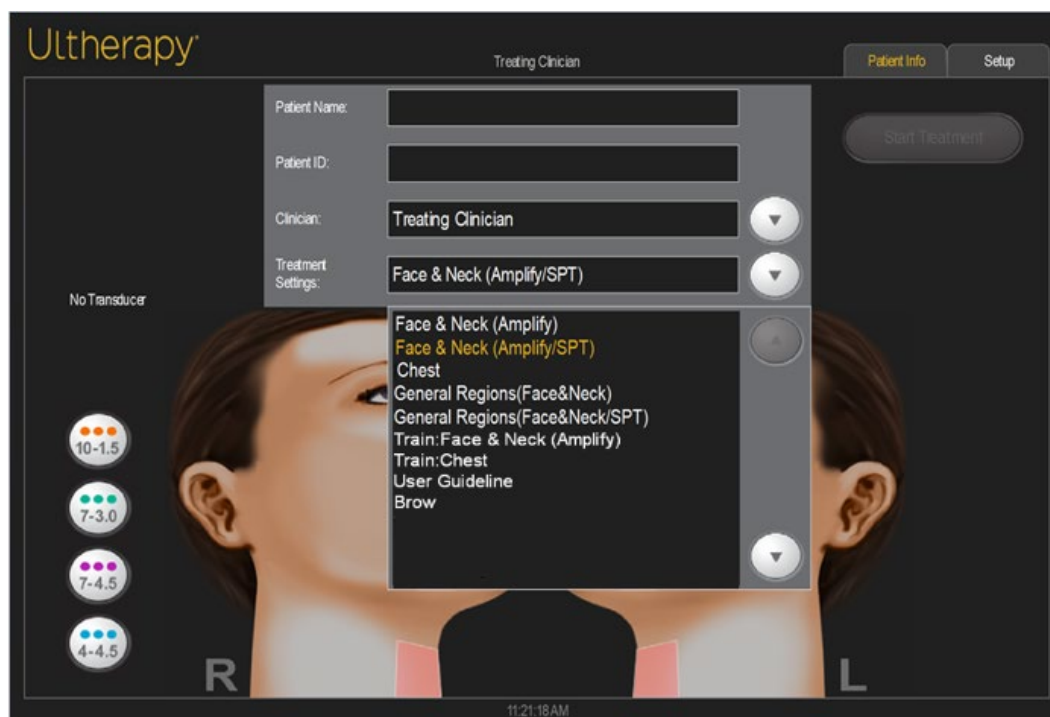 Ultherapy
Treating Clinician
Patient Info
Setup
Patient Name:
Start Treatment
Patient ID:
Clinician:
Treating Clinician
Treatment
Settings:
Face & Neck (Amplify/SPT)
No Transducer
Face & Neck (Amplify)
Face & Neck (Amplify/SPT)
Chest
General Regions(Face&Neck)
General Regions(Face&Neck/SPT)
Train:Face & Neck (Amplify)
Train:Chest
User Guideline
Brow
10-1.5
7-3.0
7-4.5
4-4.5
R
L
11:21:18 AM